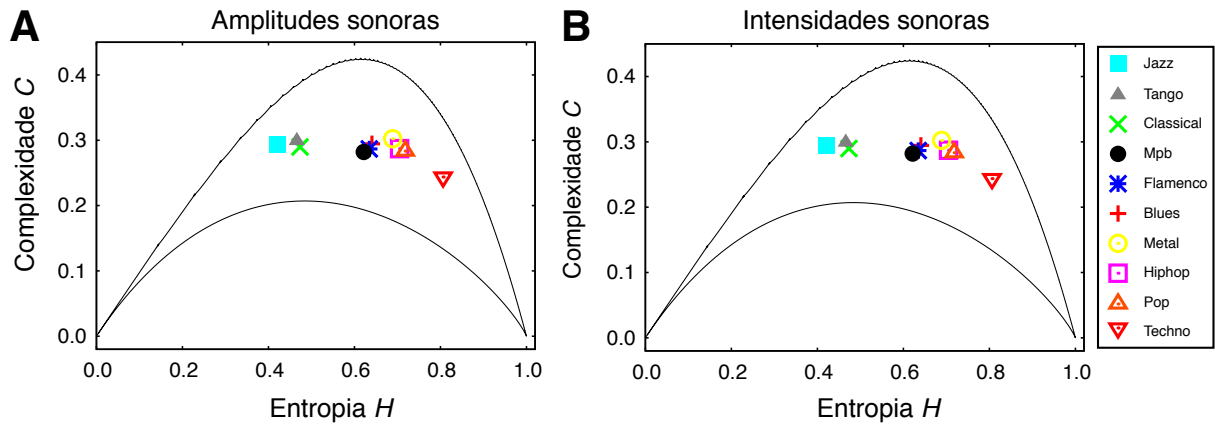 A
Amplitudes sonoras
Complexidade C
0.4
0.3
0.2
0.1
0.0
0.0 0.2 0.4 0.6 0.8 1.0
Entropia H
B
Intensidades sonoras
Complexidade C
0.4
0.3
0.2
0.1
0.0
0.0 0.2 0.4 0.6 0.8 1.0
Entropia H
Jazz
Tango
Classical
Mpb
Flamenco
Blues
Metal
Hiphop
Pop
Techno